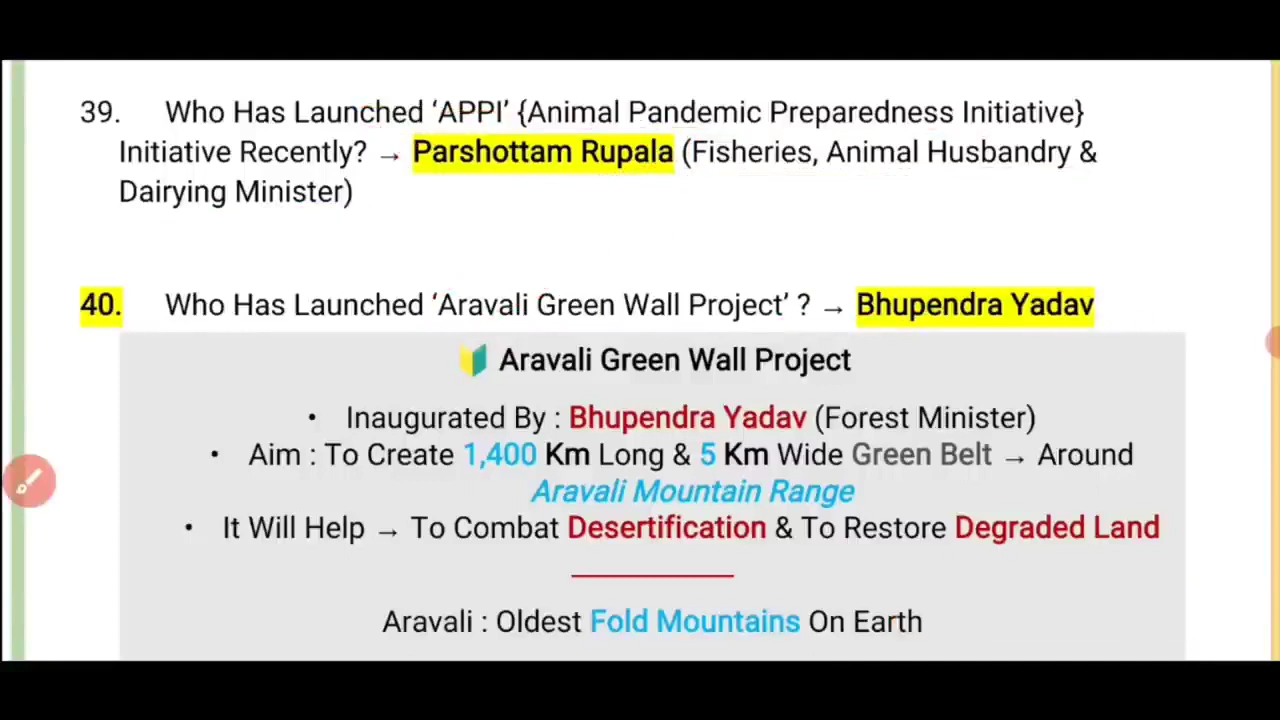 39. Who Has Launched ‘APPI’ {Animal Pandemic Preparedness Initiative}
Initiative Recently? → Parshottam Rupala (Fisheries, Animal Husbandry &
Dairying Minister)
40. Who Has Launched ‘Aravali Green Wall Project’ ? → Bhupendra Yadav
🔰 Aravali Green Wall Project
• Inaugurated By : Bhupendra Yadav (Forest Minister)
• Aim : To Create 1,400 Km Long & 5 Km Wide Green Belt → Around
Aravali Mountain Range
• It Will Help → To Combat Desertification & To Restore Degraded Land
Aravali : Oldest Fold Mountains On Earth